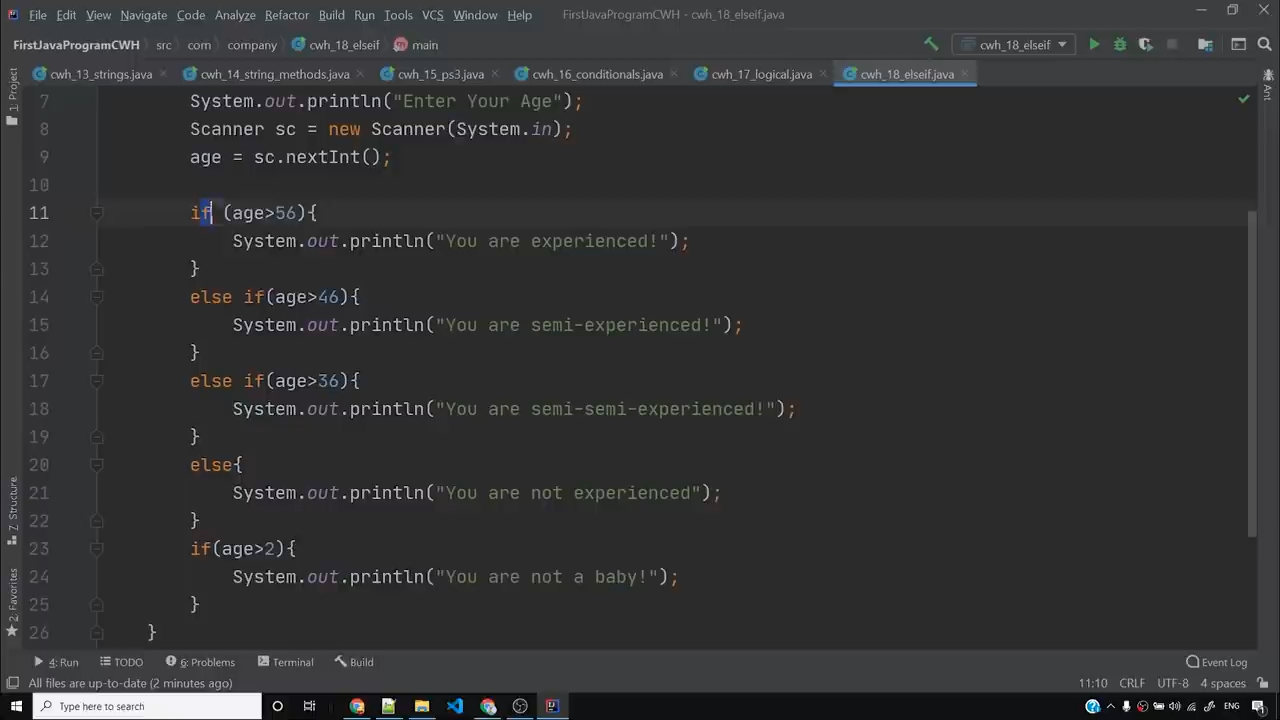 File Edit View Navigate Code Analyze Refactor Build Run Tools VCS Window Help FirstJavaProgramCWH - cwh_18_elseif.java
FirstJavaProgramCWH src com company cwh_18_elseif main cwh_18_elseif
cwh_13_strings.java cwh_14_string_methods.java cwh_15_ps3.java cwh_16_conditionals.java cwh_17_logical.java cwh_18_elseif.java
1: Project
Ant
7 System.out.println("Enter Your Age");
8 Scanner sc = new Scanner(System.in);
9 age = sc.nextInt();
10
11 if (age>56){
12 System.out.println("You are experienced!");
13 }
14 else if(age>46){
15 System.out.println("You are semi-experienced!");
16 }
17 else if(age>36){
18 System.out.println("You are semi-semi-experienced!");
19 }
20 else{
21 System.out.println("You are not experienced");
22 }
23 if(age>2){
24 System.out.println("You are not a baby!");
25 }
26 }
Z: Structure
2: Favorites
4: Run TODO 6: Problems Terminal Build Event Log
All files are up-to-date (2 minutes ago) 11:10 CRLF UTF-8 4 spaces
Type here to search ENG